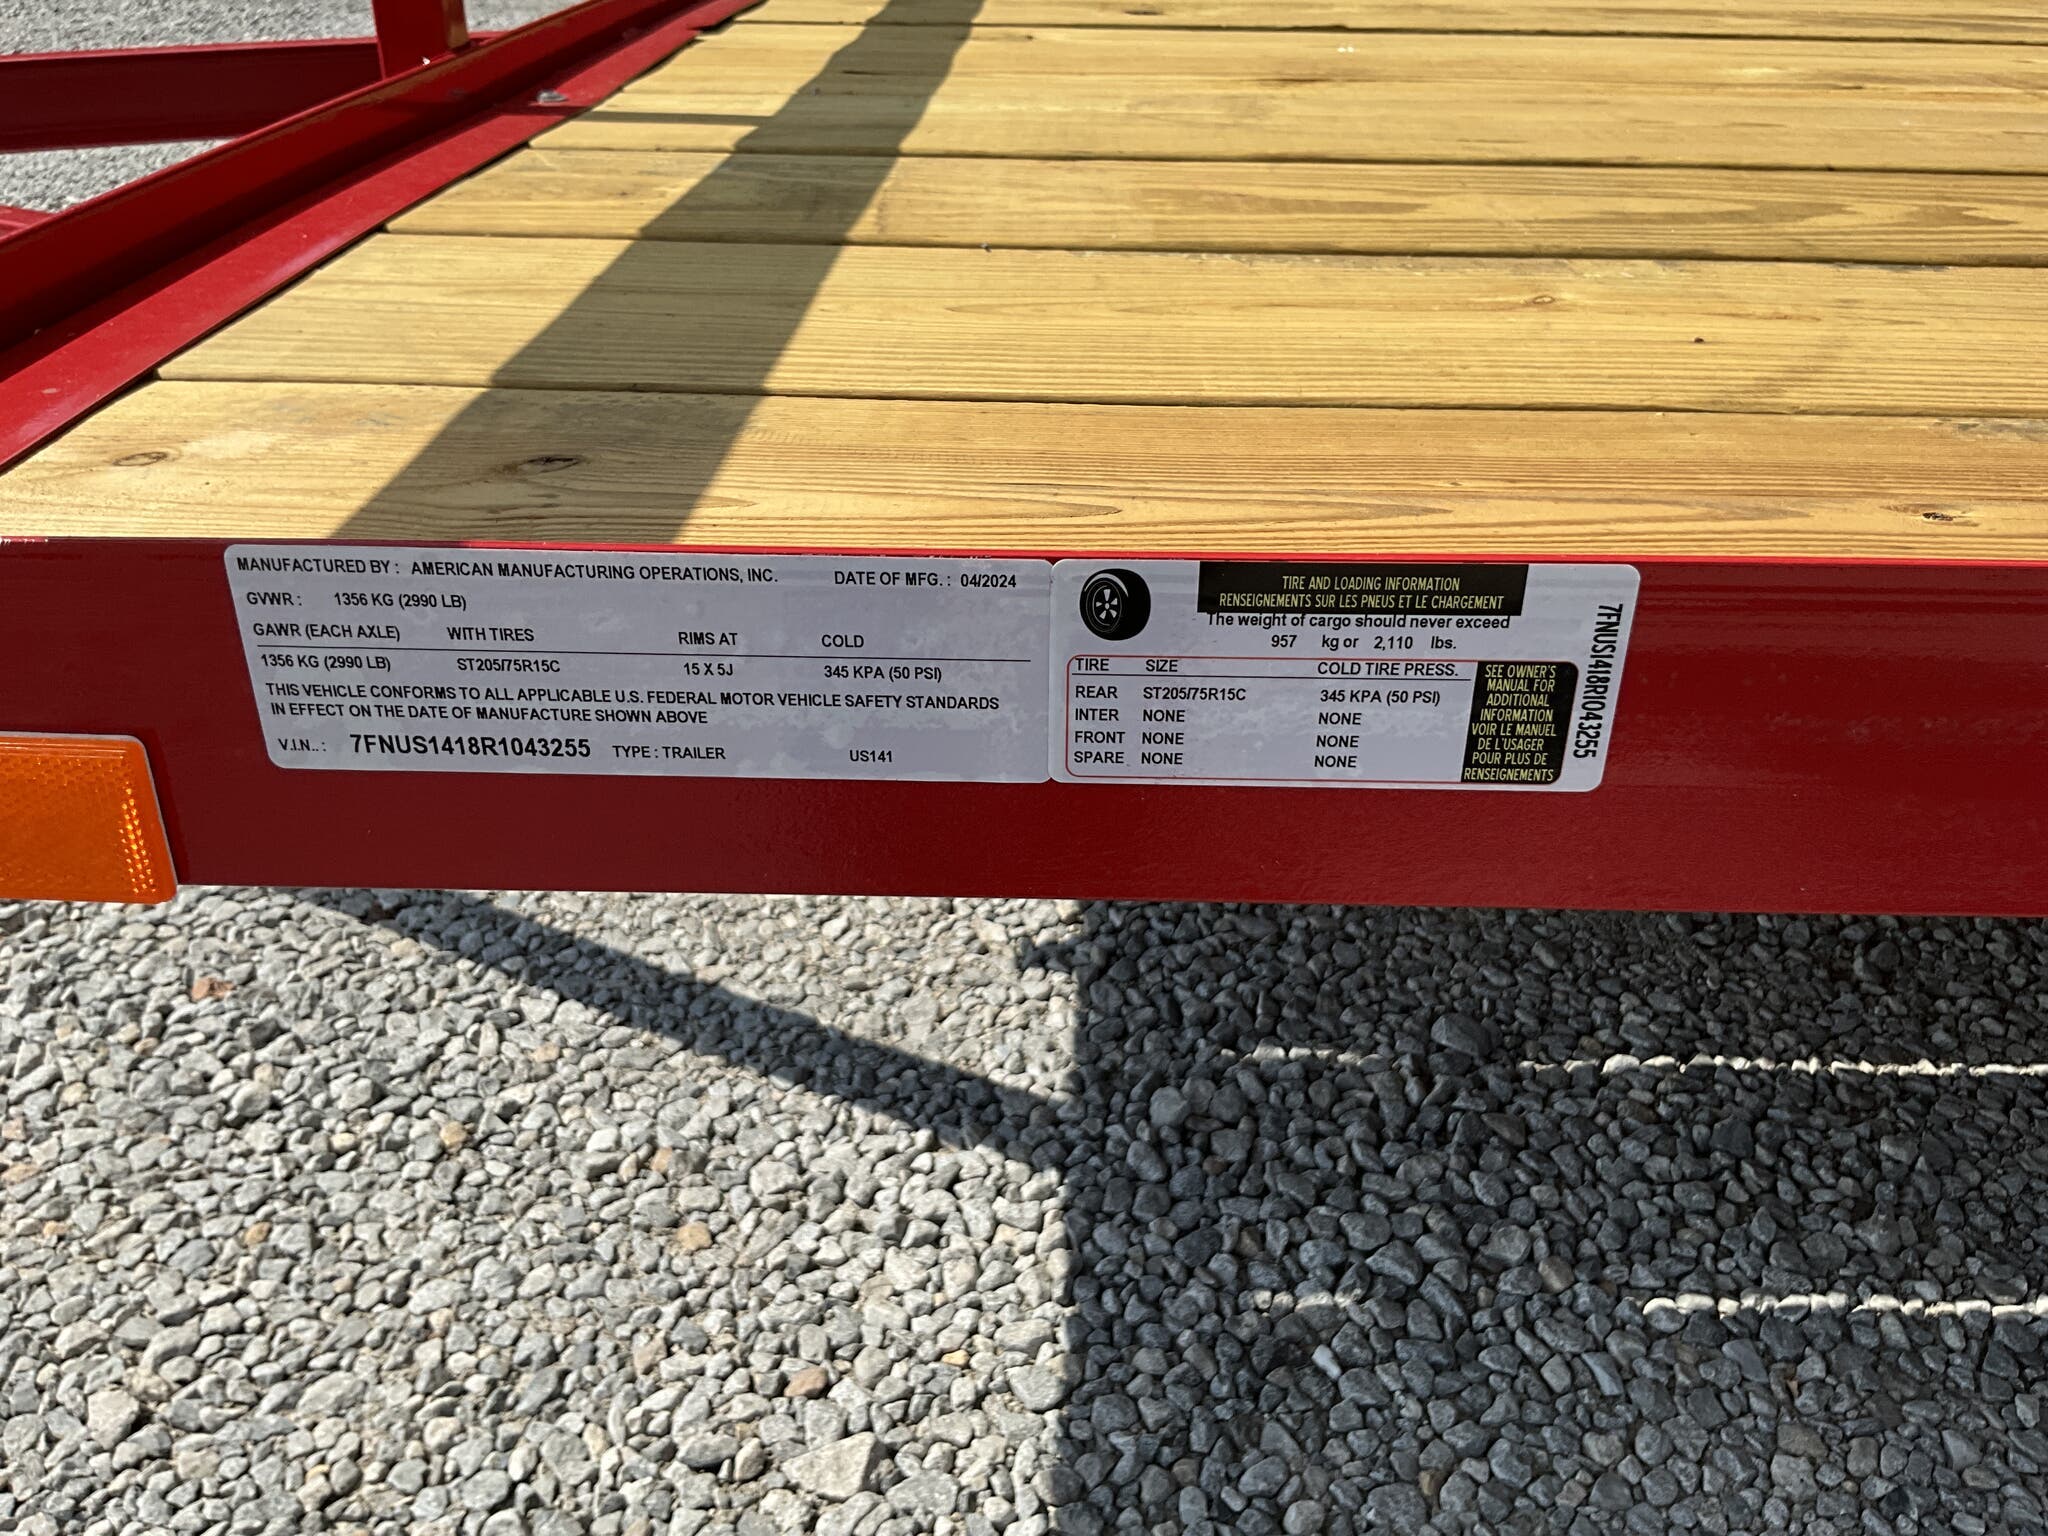 MANUFACTURED BY : AMERICAN MANUFACTURING OPERATIONS, INC. DATE OF MFG. : 04/2024
GVWR : 1356 KG (2990 LB)
GAWR (EACH AXLE) WITH TIRES RIMS AT COLD
1356 KG (2990 LB) ST205/75R15C 15 X 5J 345 KPA (50 PSI)
THIS VEHICLE CONFORMS TO ALL APPLICABLE U.S. FEDERAL MOTOR VEHICLE SAFETY STANDARDS
IN EFFECT ON THE DATE OF MANUFACTURE SHOWN ABOVE
V.I.N.. : 7FNUS1418R1043255 TYPE : TRAILER US141
TIRE AND LOADING INFORMATION
RENSEIGNEMENTS SUR LES PNEUS ET LE CHARGEMENT
The weight of cargo should never exceed
957 kg or 2,110 lbs.
TIRE SIZE COLD TIRE PRESS.
REAR ST205/75R15C 345 KPA (50 PSI)
INTER NONE NONE
FRONT NONE NONE
SPARE NONE NONE
SEE OWNER'S
MANUAL FOR
ADDITIONAL
INFORMATION
VOIR LE MANUEL
DE L'USAGER
POUR PLUS DE
RENSEIGNEMENTS
7FNUS1418R1043255